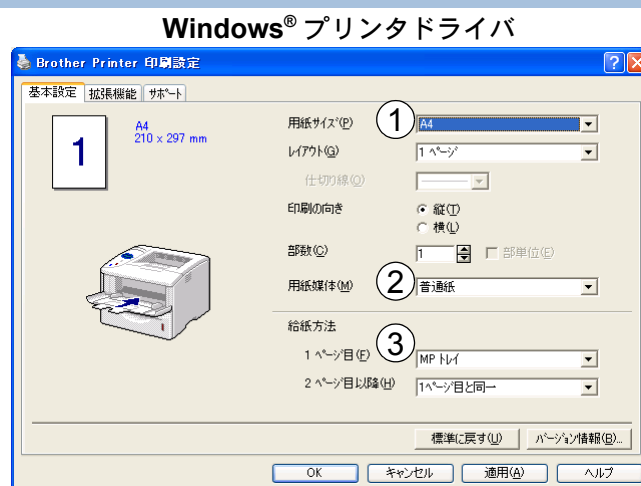 Windows® プリンタドライバ
Brother Printer 印刷設定
基本設定 拡張機能 サポート
1
A4
210 x 297 mm
用紙サイズ(P) ① A4
レイアウト(G) 1 ページ
仕切り線(O)
印刷の向き 縦(T)
横(L)
部数(C) 1 部単位(E)
用紙媒体(M) ② 普通紙
給紙方法
1 ページ目(F) ③ MP トレイ
2 ページ目以降(H) 1ページ目と同一
標準に戻す(U) バージョン情報(B)...
OK キャンセル 適用(A) ヘルプ